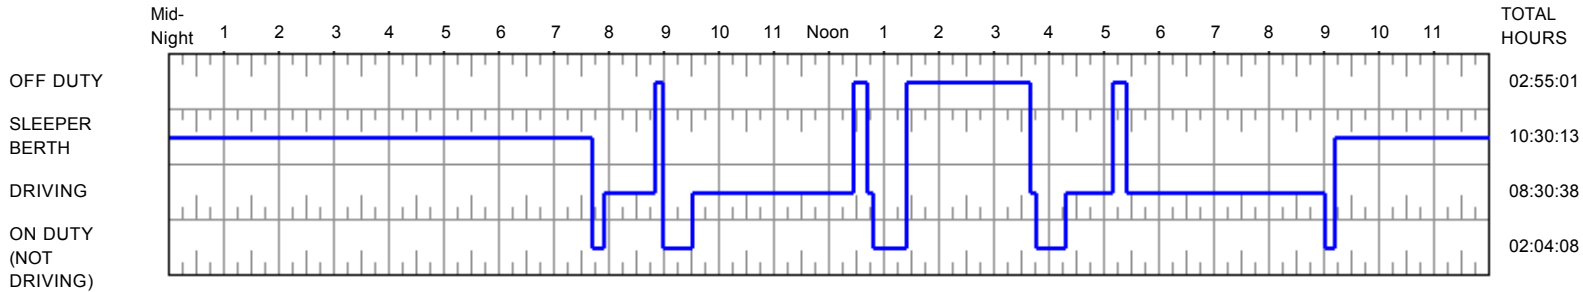 Mid-
Night 1 2 3 4 5 6 7 8 9 10 11 Noon 1 2 3 4 5 6 7 8 9 10 11
TOTAL
HOURS
OFF DUTY 02:55:01
SLEEPER
BERTH 10:30:13
DRIVING 08:30:38
ON DUTY
(NOT
DRIVING) 02:04:08